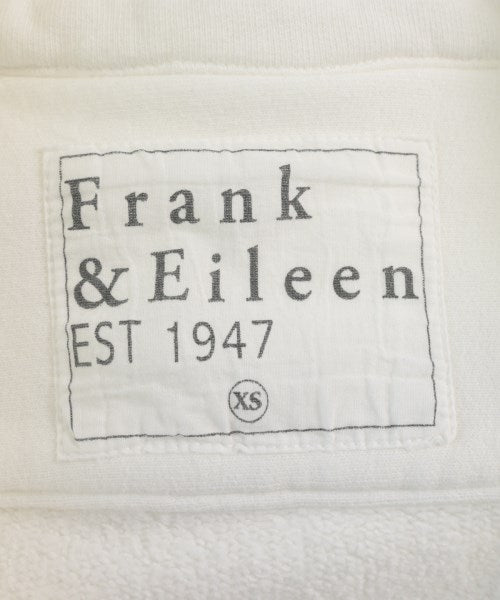 Frank
& Eileen
EST 1947
XS